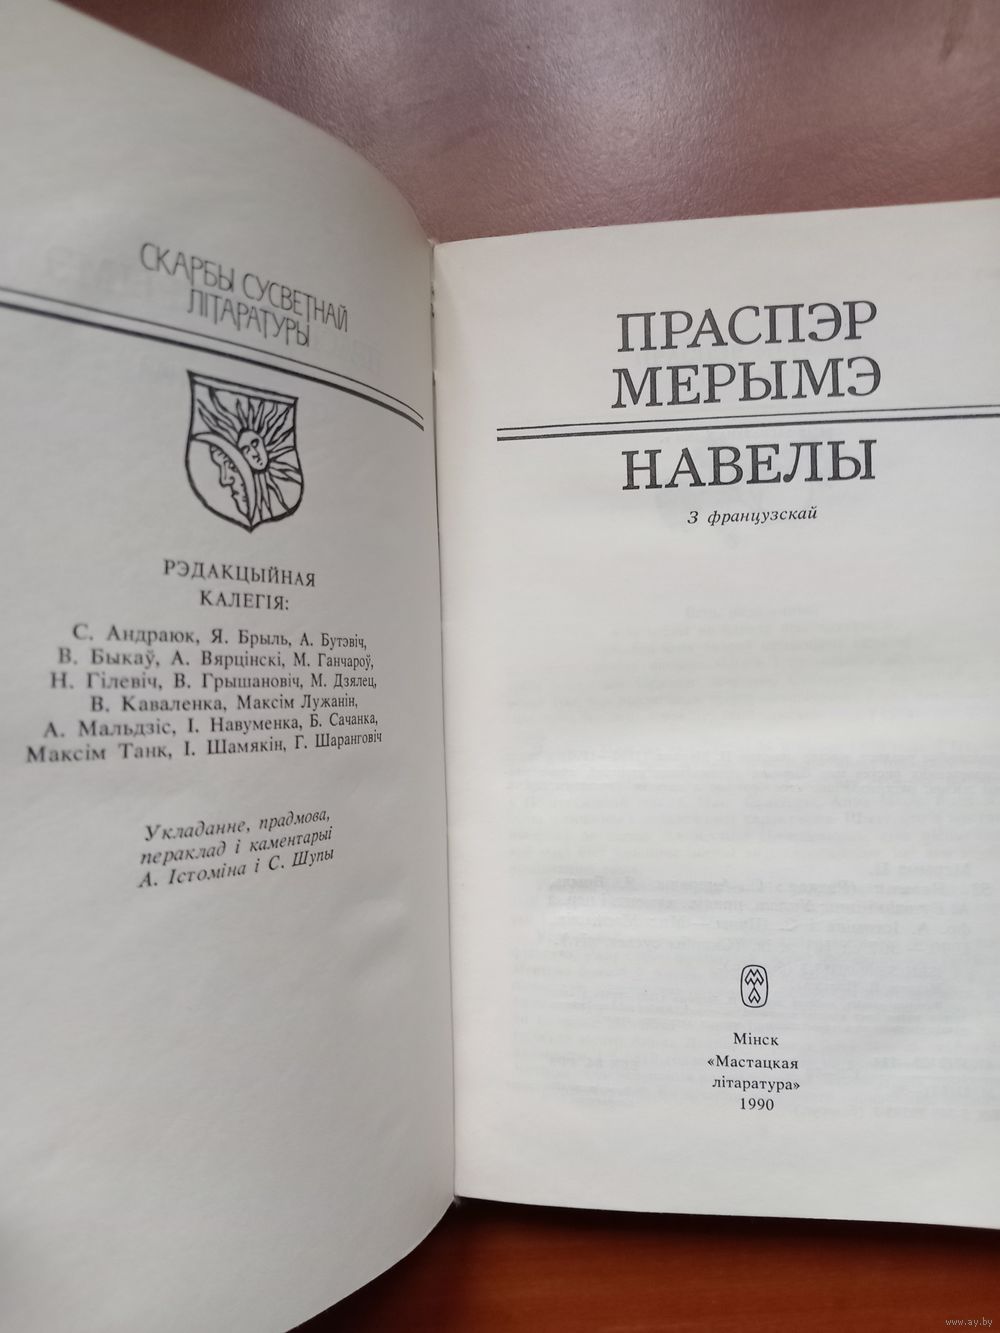 СКАРБЫ СУСВЕТНАЙ
ЛІТАРАТУРЫ
РЭДАКЦЫЙНАЯ
КАЛЕГІЯ:
С. Андраюк, Я. Брыль, А. Бутэвіч,
В. Быкаў, А. Вярцінскі, М. Ганчароў,
Н. Гілевіч, В. Грышановіч, М. Дзялец,
В. Каваленка, Максім Лужанін,
А. Мальдзіс, І. Навуменка, Б. Сачанка,
Максім Танк, І. Шамякін, Г. Шаранговіч
Укладанне, прадмова,
пераклад і каментарыі
А. Істоміна і С. Шупы
ПРАСПЭР
МЕРЫМЭ
НАВЕЛЫ
З французскай
Мінск
«Мастацкая
літаратура»
1990
www.ay.by